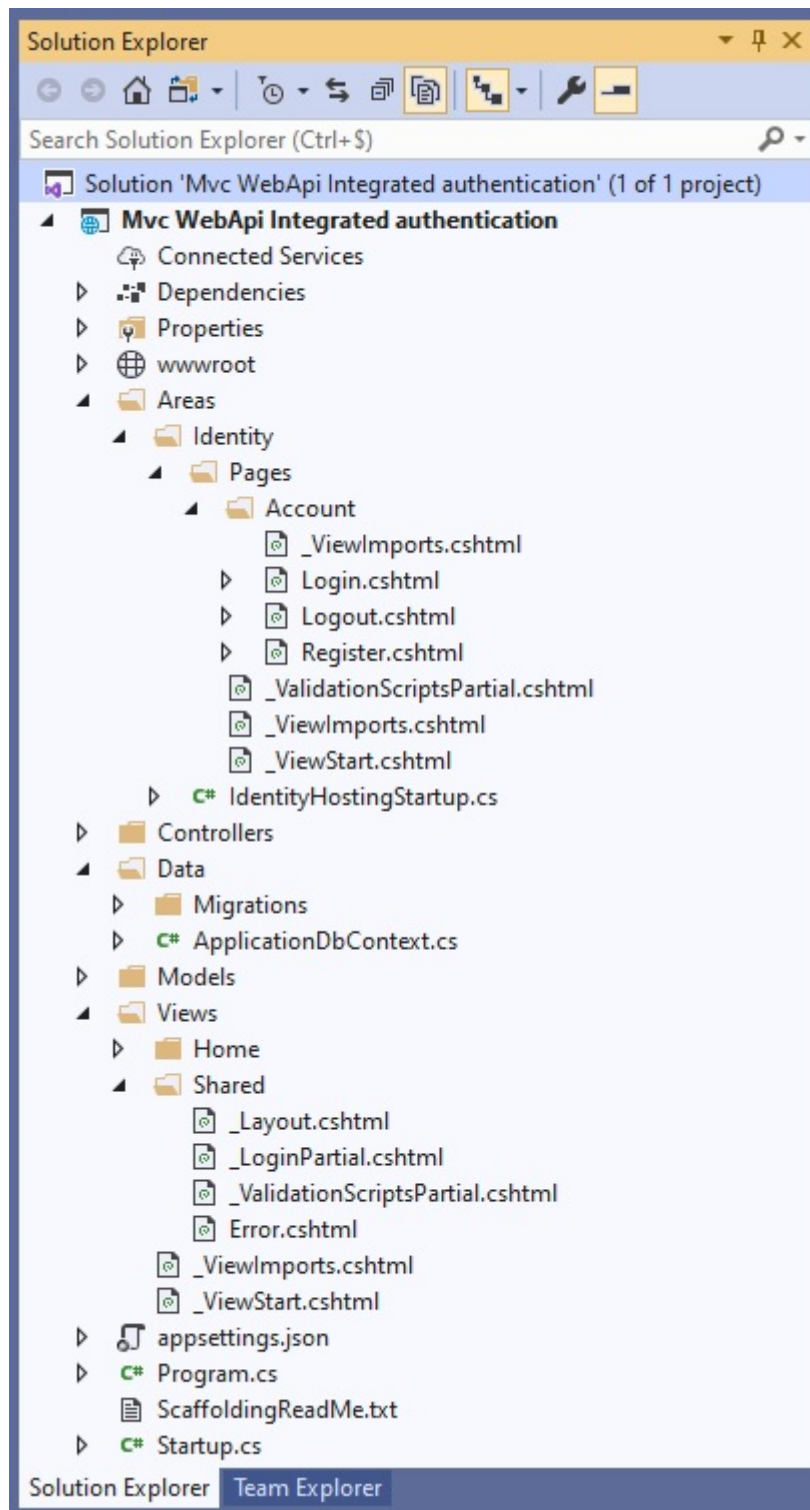 Solution Explorer
Search Solution Explorer (Ctrl+$)
Solution 'Mvc WebApi Integrated authentication' (1 of 1 project)
Mvc WebApi Integrated authentication
Connected Services
Dependencies
Properties
wwwroot
Areas
Identity
Pages
Account
_ViewImports.cshtml
Login.cshtml
Logout.cshtml
Register.cshtml
_ValidationScriptsPartial.cshtml
_ViewImports.cshtml
_ViewStart.cshtml
C# IdentityHostingStartup.cs
Controllers
Data
Migrations
C# ApplicationDbContext.cs
Models
Views
Home
Shared
_Layout.cshtml
_LoginPartial.cshtml
_ValidationScriptsPartial.cshtml
Error.cshtml
_ViewImports.cshtml
_ViewStart.cshtml
appsettings.json
C# Program.cs
ScaffoldingReadMe.txt
C# Startup.cs
Solution Explorer Team Explorer